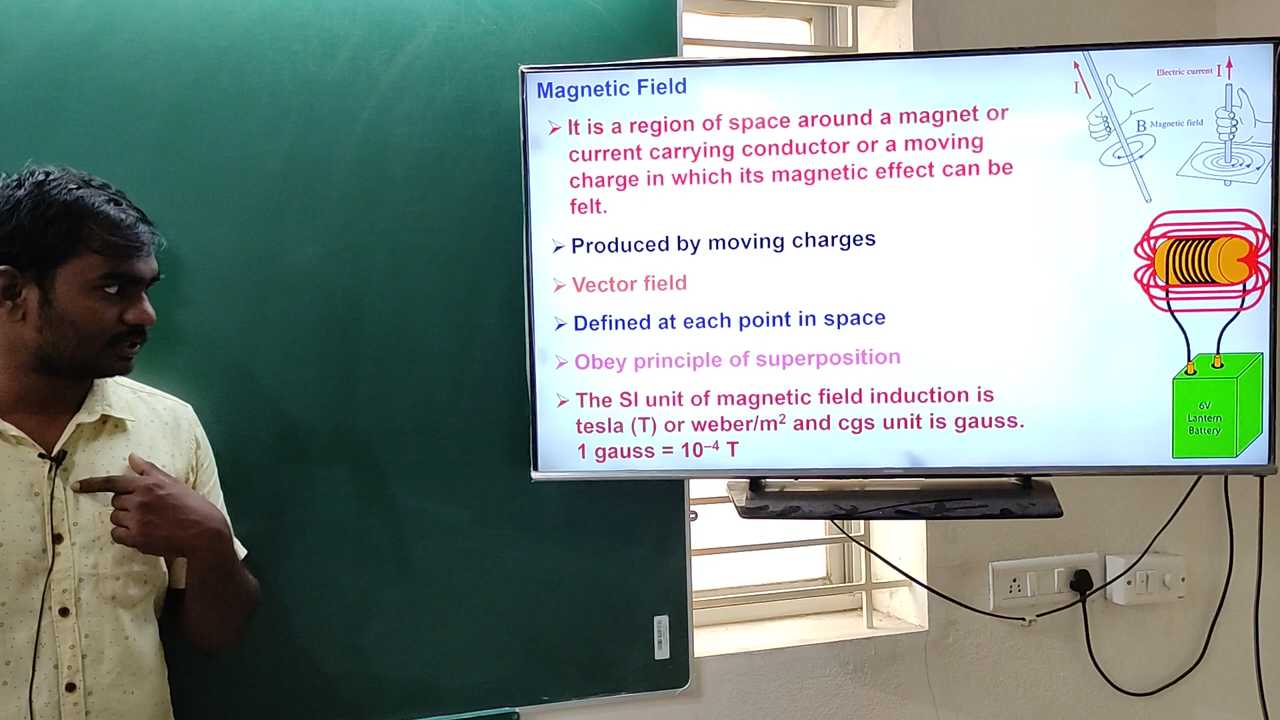 Magnetic Field
➢ It is a region of space around a magnet or
current carrying conductor or a moving
charge in which its magnetic effect can be
felt.
➢ Produced by moving charges
➢ Vector field
➢ Defined at each point in space
➢ Obey principle of superposition
➢ The SI unit of magnetic field induction is
tesla (T) or weber/m² and cgs unit is gauss.
1 gauss = 10⁻⁴ T
I
Electric current I
B Magnetic field
6V
Lantern
Battery